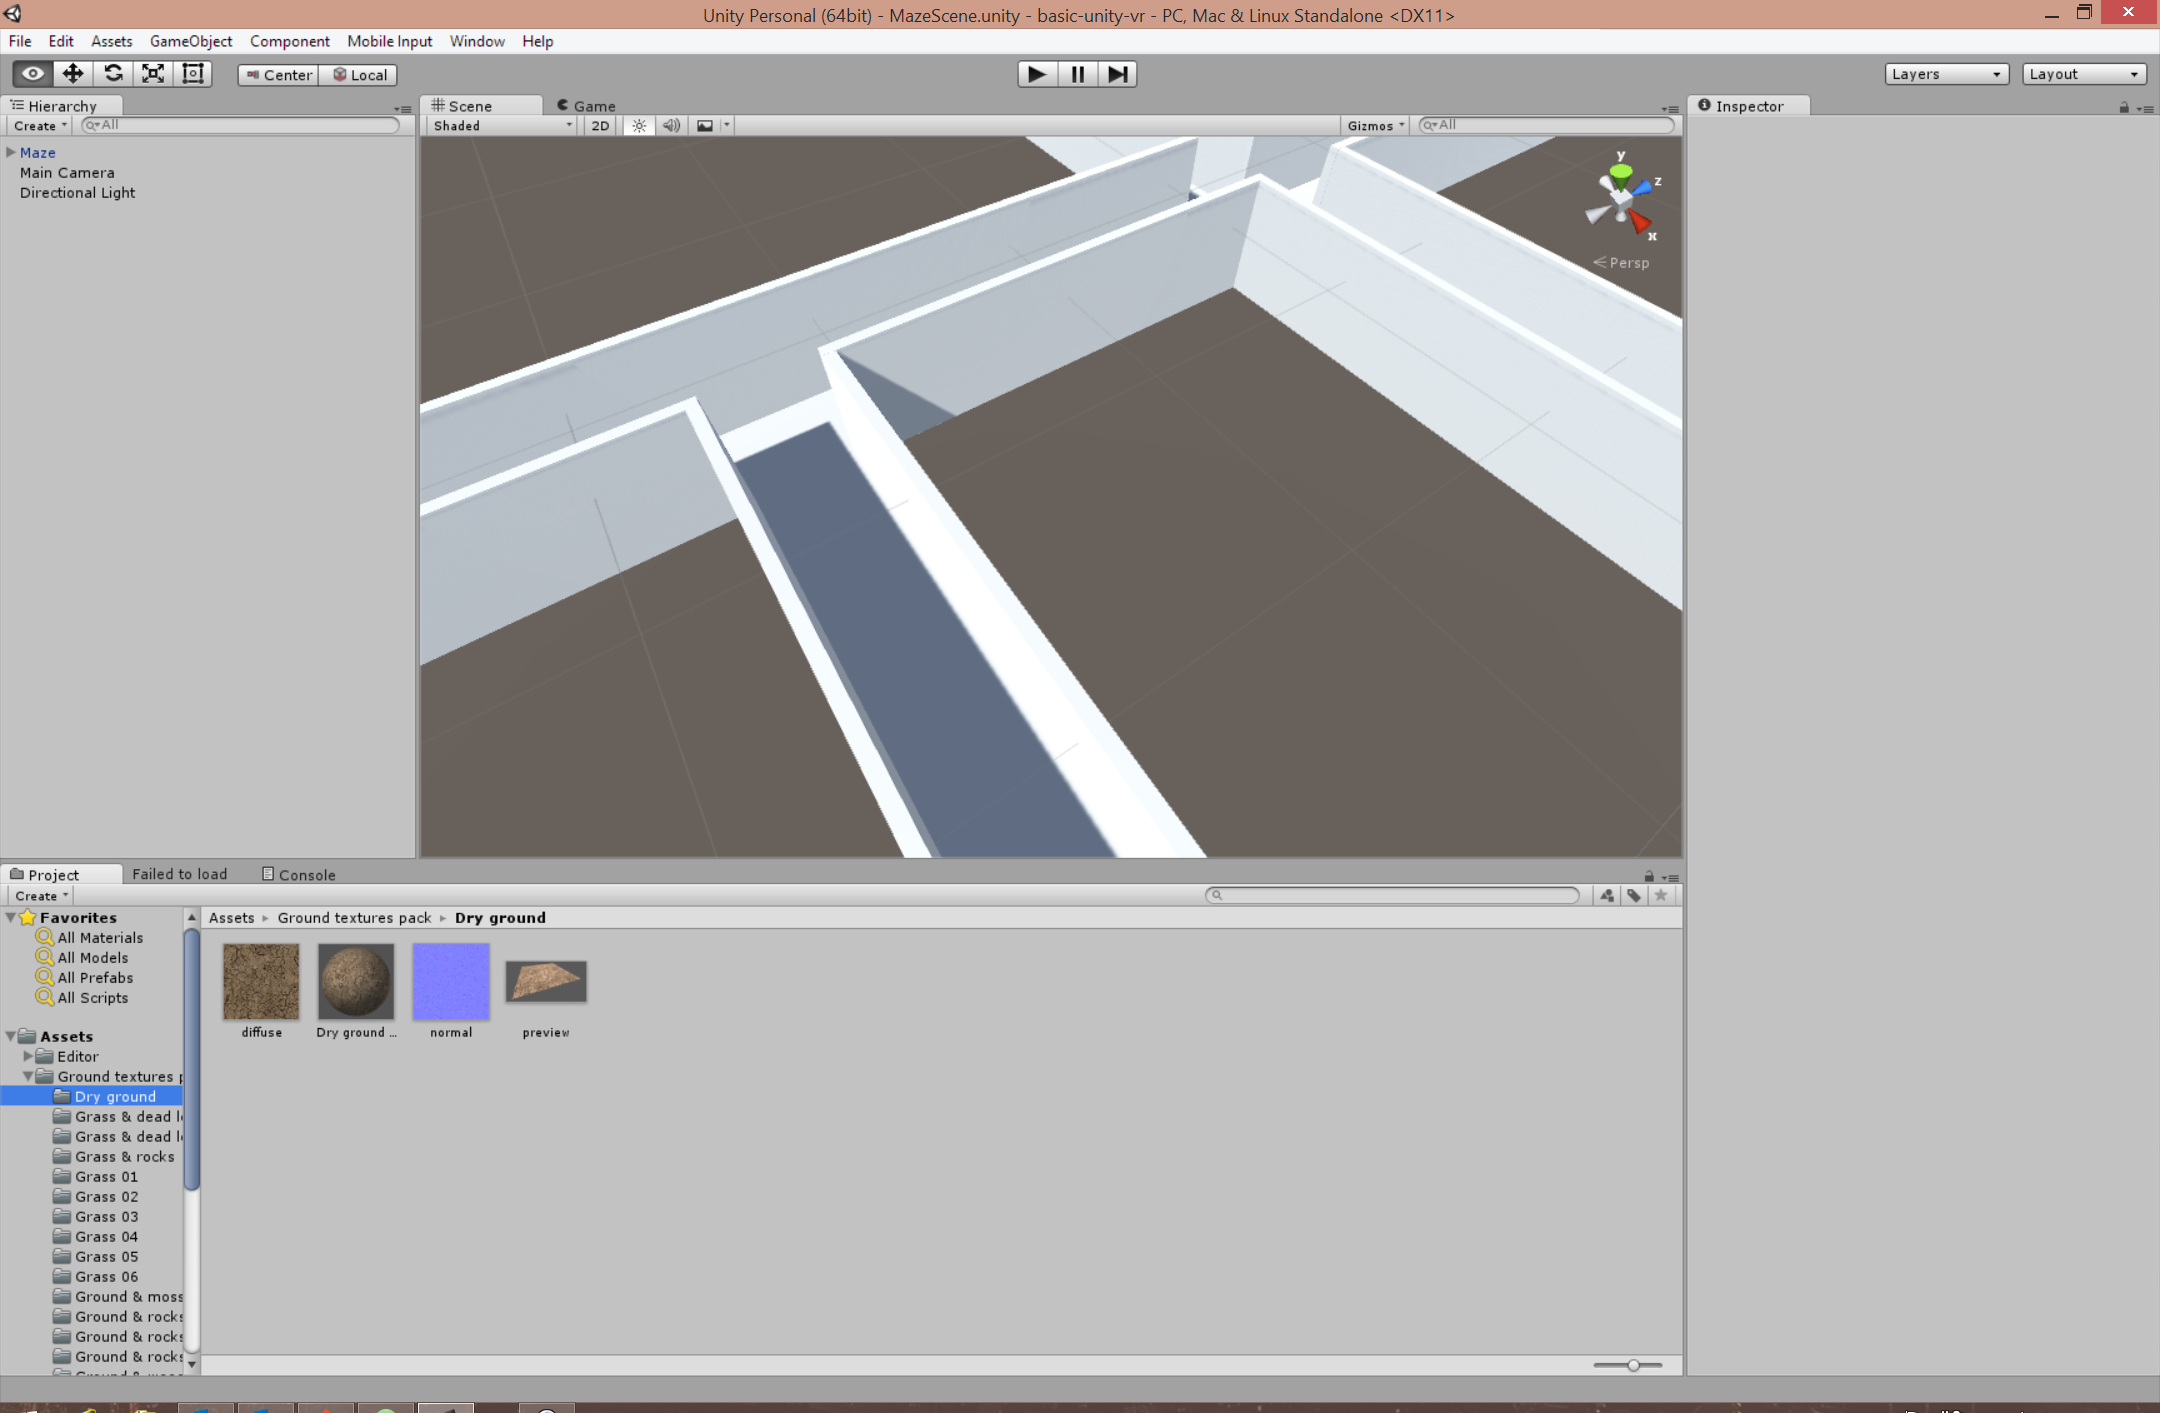 Unity Personal (64bit) - MazeScene.unity - basic-unity-vr - PC, Mac & Linux Standalone <DX11>
File Edit Assets GameObject Component Mobile Input Window Help
Center Local Layers Layout
Hierarchy Scene Game Inspector
Create All Shaded 2D Gizmos All
Maze
Main Camera
Directional Light
y
z
x
Persp
Project Failed to load Console
Create
Favorites
All Materials
All Models
All Prefabs
All Scripts
Assets
Editor
Ground textures p
Dry ground
Grass & dead l
Grass & dead l
Grass & rocks
Grass 01
Grass 02
Grass 03
Grass 04
Grass 05
Grass 06
Ground & moss
Ground & rocks
Ground & rocks
Ground & rocks
Assets Ground textures pack Dry ground
diffuse Dry ground ... normal preview